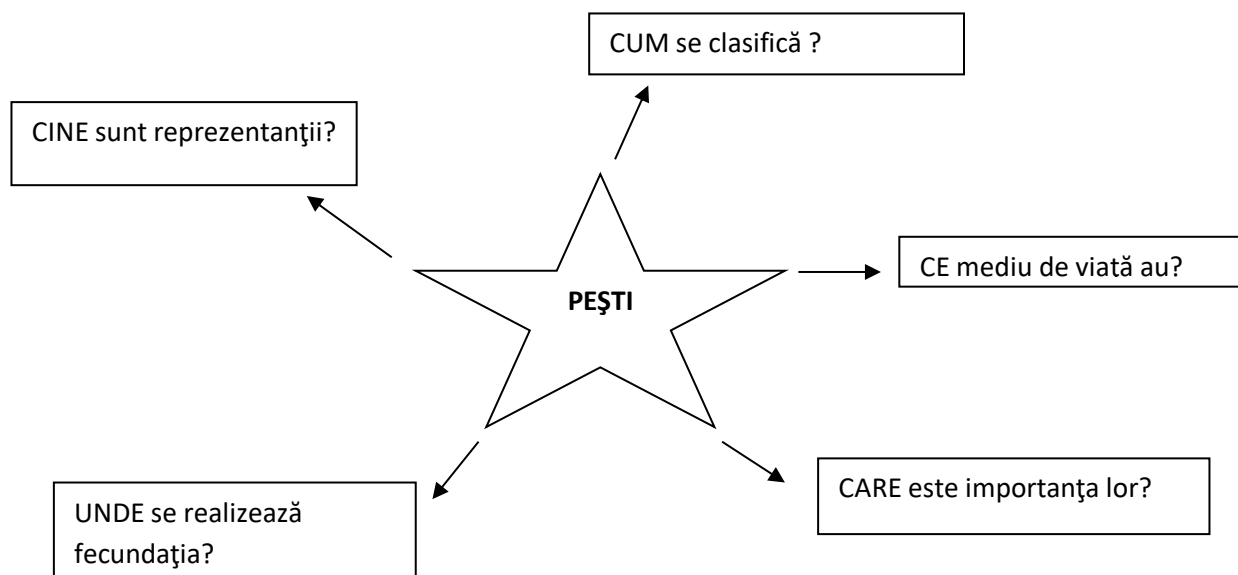 CUM se clasifică ?
CINE sunt reprezentanţii?
CE mediu de viată au?
PEŞTI
CARE este importanţa lor?
UNDE se realizează
fecundaţia?